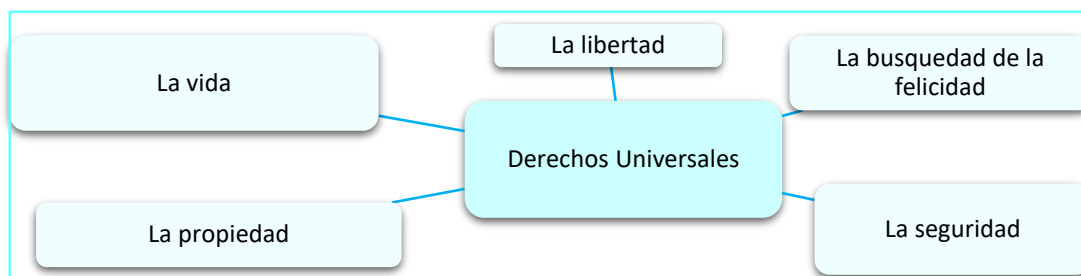 La libertad
La vida
La busquedad de la
felicidad
Derechos Universales
La propiedad
La seguridad